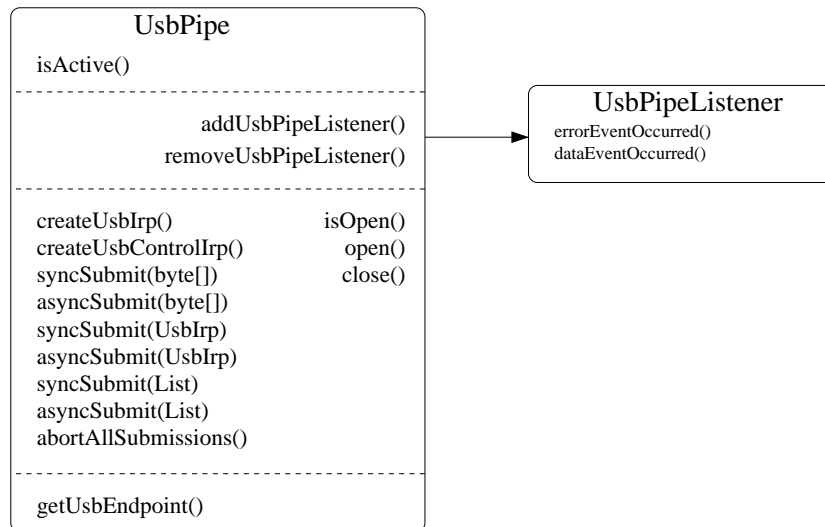 UsbPipe
isActive()
addUsbPipeListener()
removeUsbPipeListener()
createUsbIrp() isOpen()
createUsbControlIrp() open()
syncSubmit(byte[]) close()
asyncSubmit(byte[])
syncSubmit(UsbIrp)
asyncSubmit(UsbIrp)
syncSubmit(List)
asyncSubmit(List)
abortAllSubmissions()
getUsbEndpoint()
UsbPipeListener
errorEventOccurred()
dataEventOccurred()